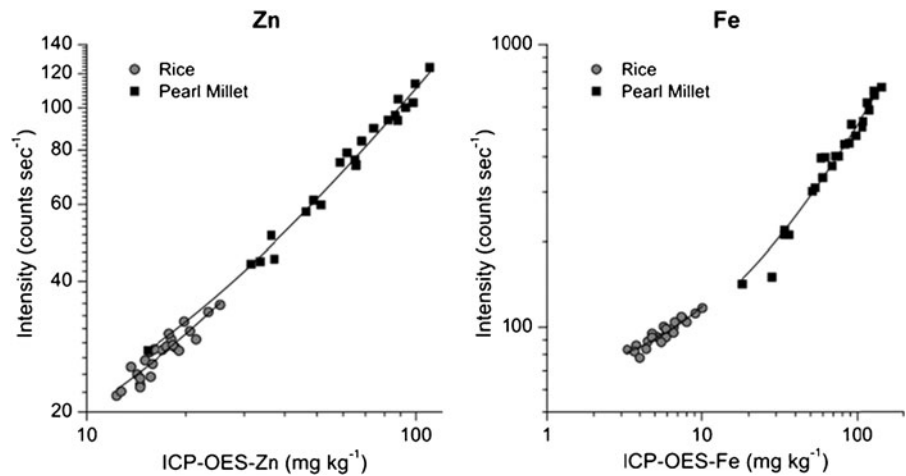 Zn
140
120
100
80
60
40
20
10
100
Intensity (counts sec⁻¹)
ICP-OES-Zn (mg kg⁻¹)
Rice
Pearl Millet
Fe
1000
100
1
10
100
Intensity (counts sec⁻¹)
ICP-OES-Fe (mg kg⁻¹)
Rice
Pearl Millet